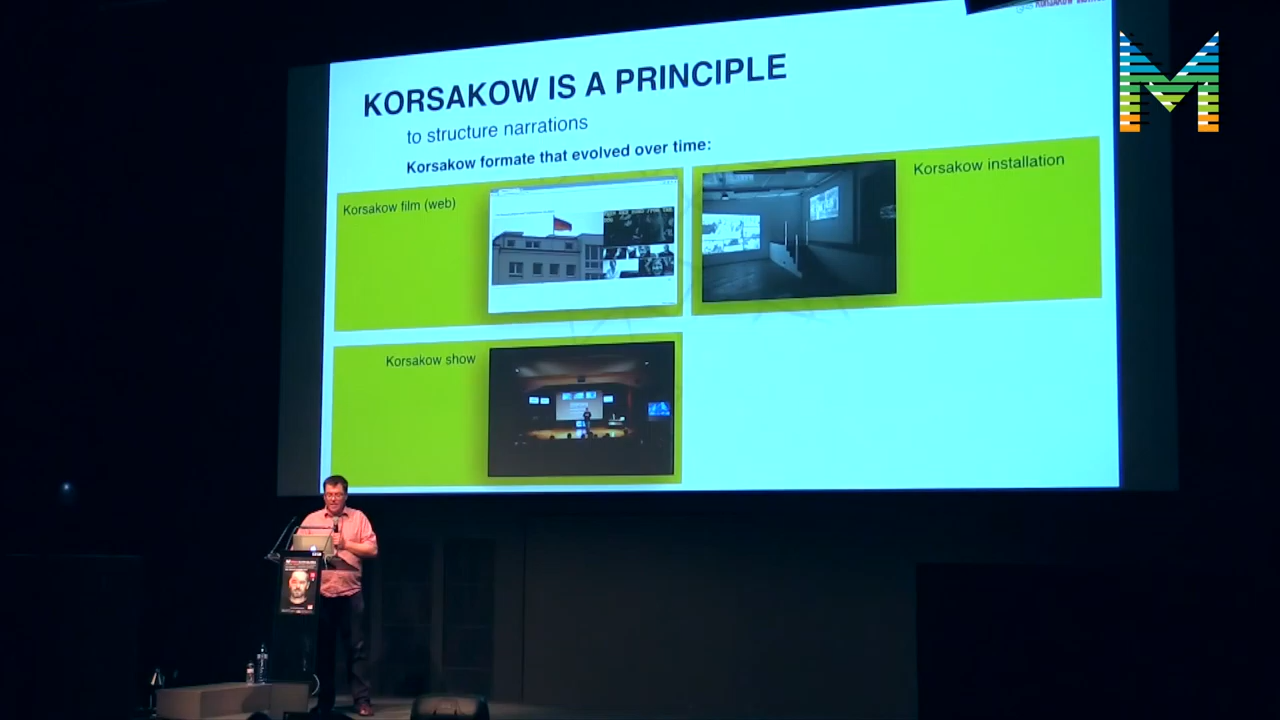 KORSAKOW IS A PRINCIPLE
to structure narrations
Korsakow formate that evolved over time:
Korsakow film (web)
Korsakow installation
Korsakow show
M